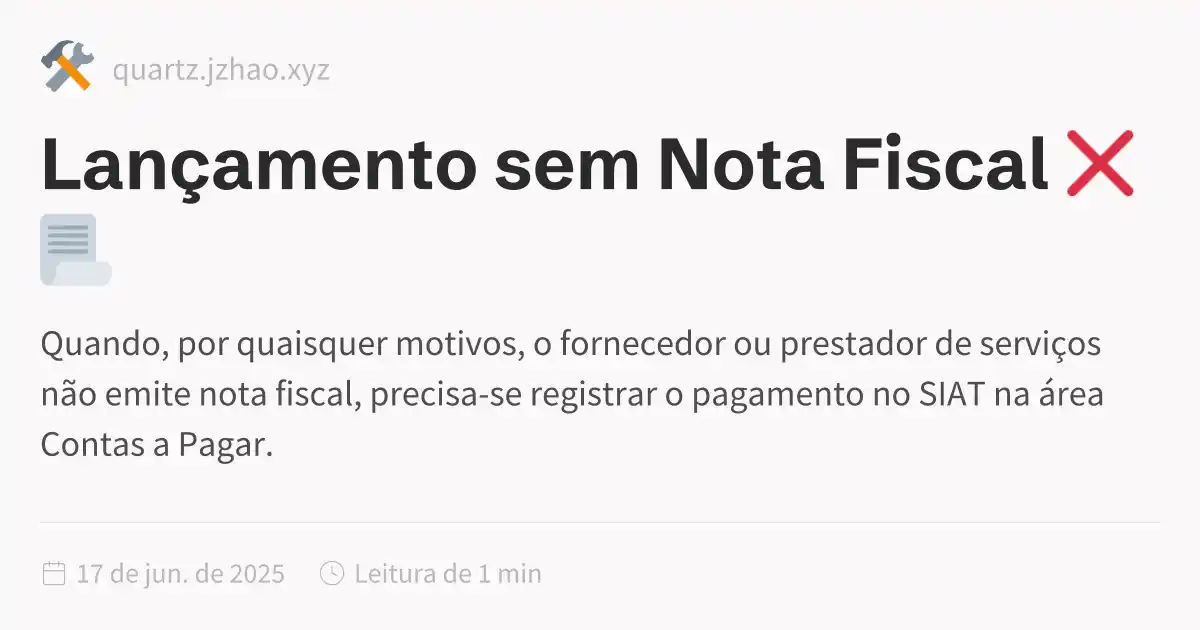 quartz.jzhao.xyz
Lançamento sem Nota Fiscal ❌
📜
Quando, por quaisquer motivos, o fornecedor ou prestador de serviços
não emite nota fiscal, precisa-se registrar o pagamento no SIAT na área
Contas a Pagar.
17 de jun. de 2025 Leitura de 1 min